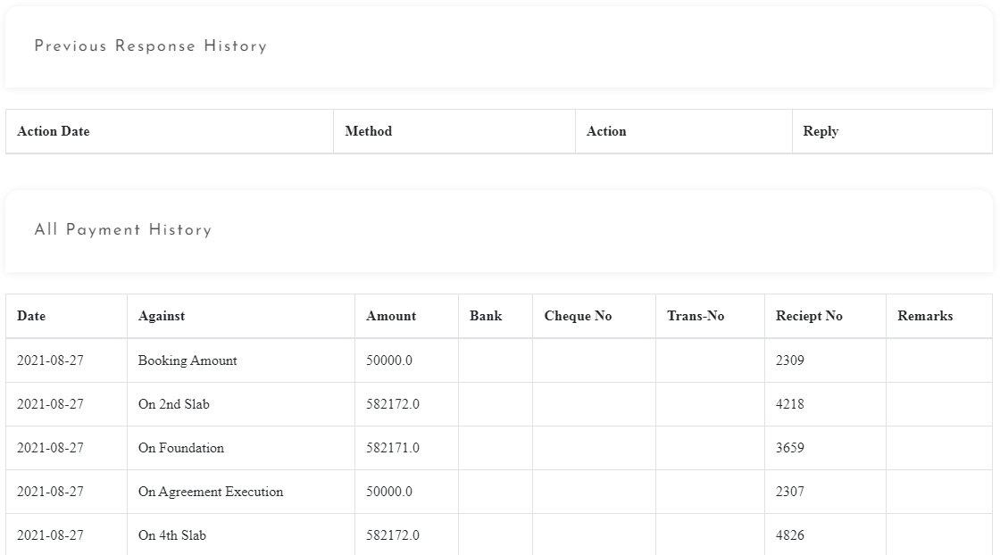 Previous Response History
Action Date Method Action Reply
All Payment History
Date Against Amount Bank Cheque No Trans-No Reciept No Remarks
2021-08-27 Booking Amount 50000.0 2309
2021-08-27 On 2nd Slab 582172.0 4218
2021-08-27 On Foundation 582171.0 3659
2021-08-27 On Agreement Execution 50000.0 2307
2021-08-27 On 4th Slab 582172.0 4826